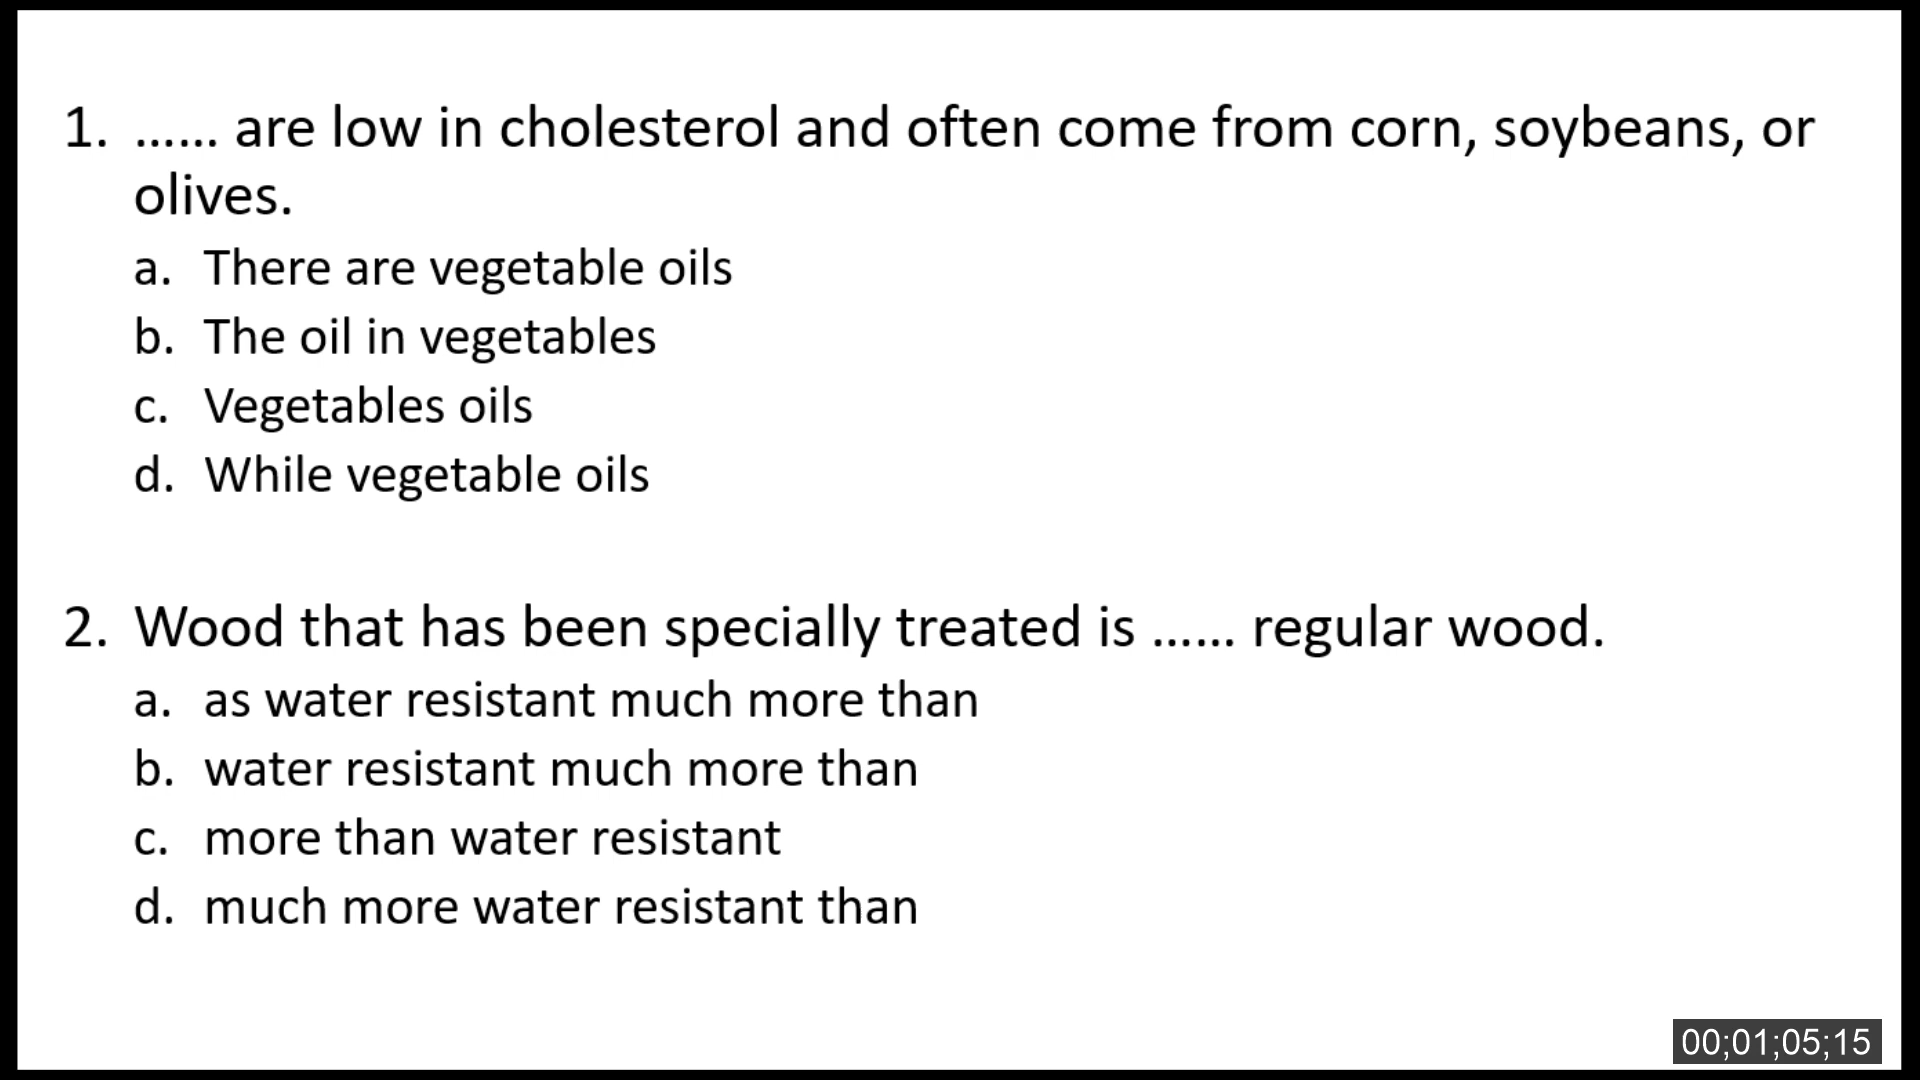 1. ...... are low in cholesterol and often come from corn, soybeans, or
olives.
a. There are vegetable oils
b. The oil in vegetables
c. Vegetables oils
d. While vegetable oils
2. Wood that has been specially treated is ...... regular wood.
a. as water resistant much more than
b. water resistant much more than
c. more than water resistant
d. much more water resistant than
00;01;05;15